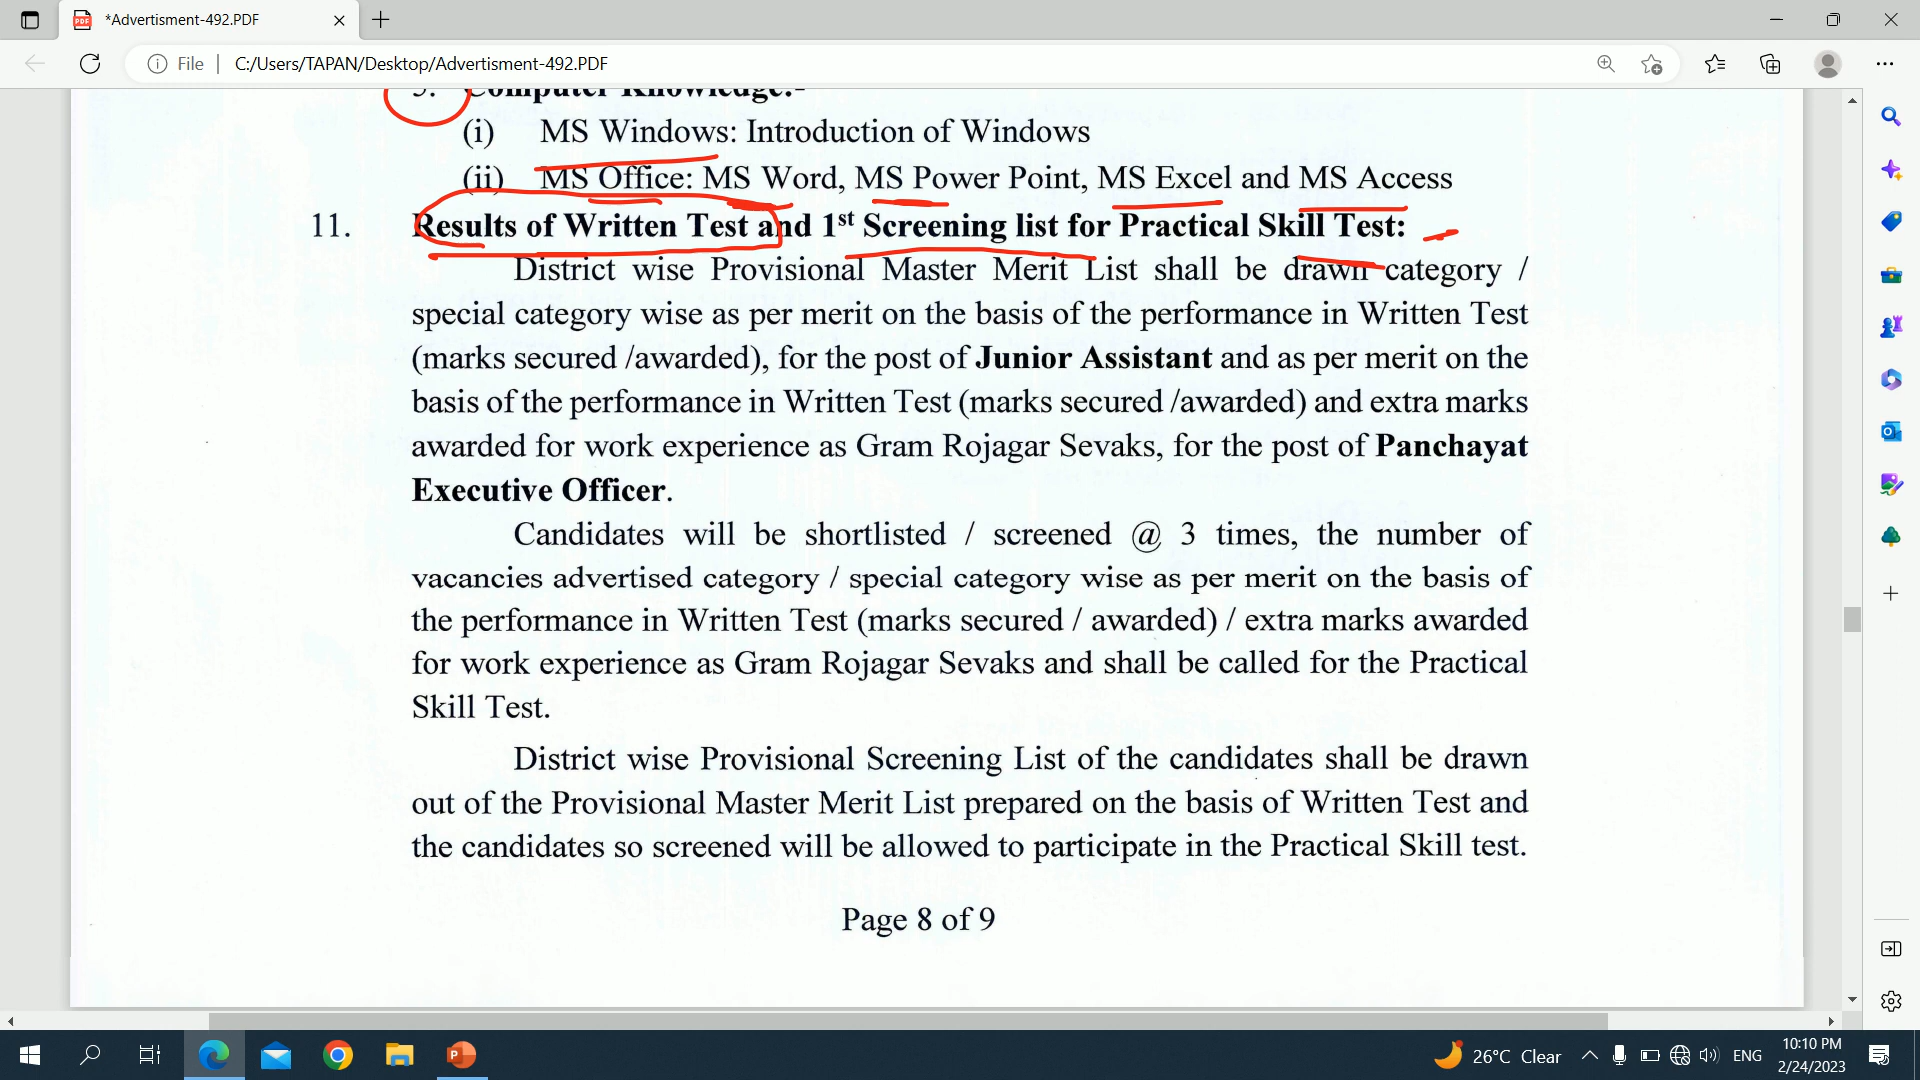 *Advertisment-492.PDF
File
C:/Users/TAPAN/Desktop/Advertisment-492.PDF
5. Computer Knowledge:-
(i) MS Windows: Introduction of Windows
(ii) MS Office: MS Word, MS Power Point, MS Excel and MS Access
11. Results of Written Test and 1st Screening list for Practical Skill Test:
District wise Provisional Master Merit List shall be drawn category /
special category wise as per merit on the basis of the performance in Written Test
(marks secured /awarded), for the post of Junior Assistant and as per merit on the
basis of the performance in Written Test (marks secured /awarded) and extra marks
awarded for work experience as Gram Rojagar Sevaks, for the post of Panchayat
Executive Officer.
Candidates will be shortlisted / screened @ 3 times, the number of
vacancies advertised category / special category wise as per merit on the basis of
the performance in Written Test (marks secured / awarded) / extra marks awarded
for work experience as Gram Rojagar Sevaks and shall be called for the Practical
Skill Test.
District wise Provisional Screening List of the candidates shall be drawn
out of the Provisional Master Merit List prepared on the basis of Written Test and
the candidates so screened will be allowed to participate in the Practical Skill test.
Page 8 of 9
26°C Clear
ENG
10:10 PM
2/24/2023